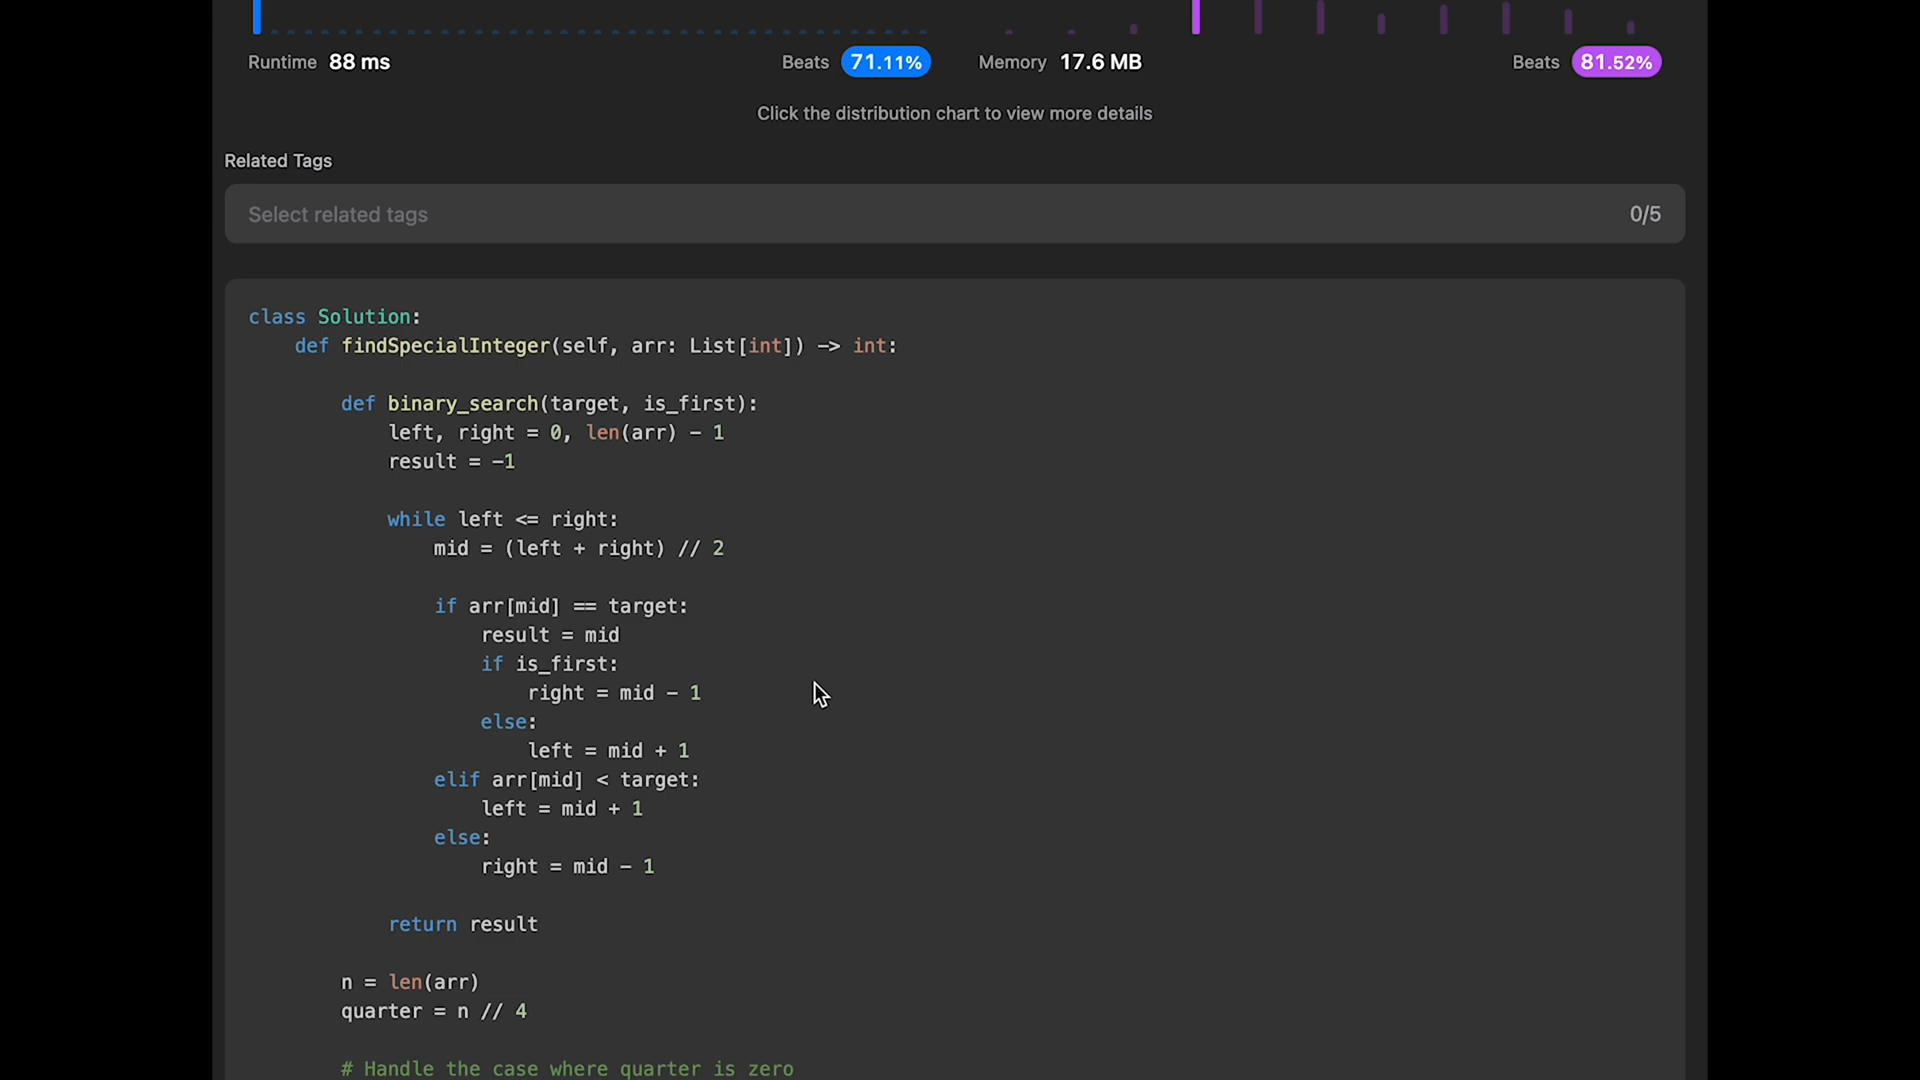 Runtime 88 ms Beats 71.11% Memory 17.6 MB Beats 81.52%
Click the distribution chart to view more details
Related Tags
Select related tags 0/5
class Solution:
    def findSpecialInteger(self, arr: List[int]) -> int:
        def binary_search(target, is_first):
            left, right = 0, len(arr) - 1
            result = -1
            while left <= right:
                mid = (left + right) // 2
                if arr[mid] == target:
                    result = mid
                    if is_first:
                        right = mid - 1
                    else:
                        left = mid + 1
                elif arr[mid] < target:
                    left = mid + 1
                else:
                    right = mid - 1
            return result
        n = len(arr)
        quarter = n // 4
        # Handle the case where quarter is zero